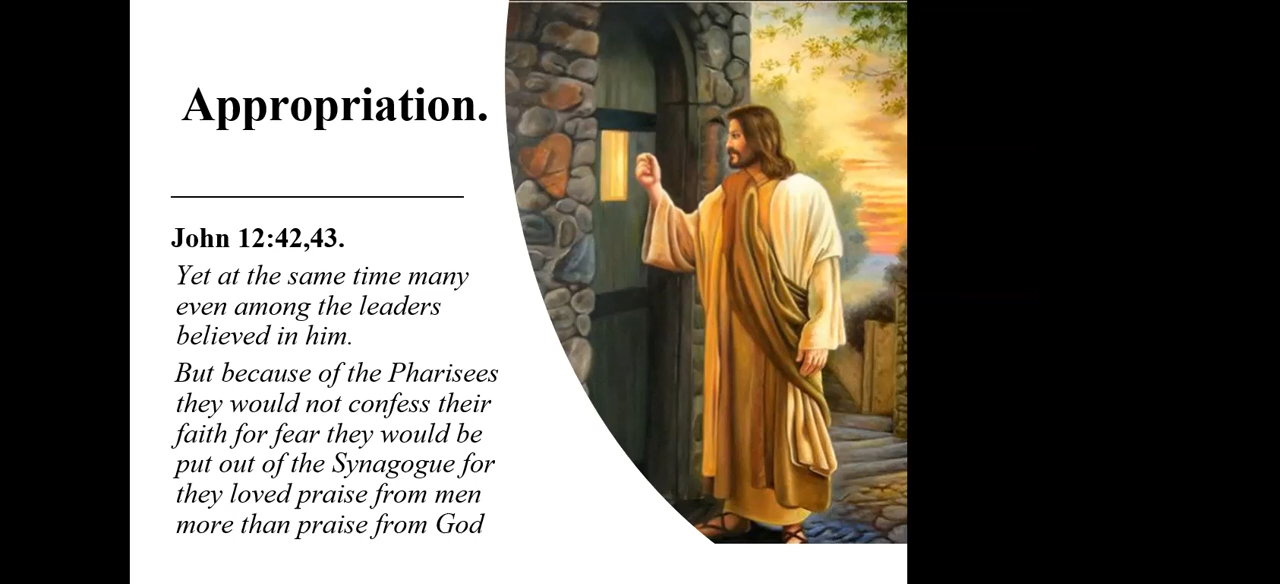 Appropriation.
John 12:42,43.
Yet at the same time many
even among the leaders
believed in him.
But because of the Pharisees
they would not confess their
faith for fear they would be
put out of the Synagogue for
they loved praise from men
more than praise from God